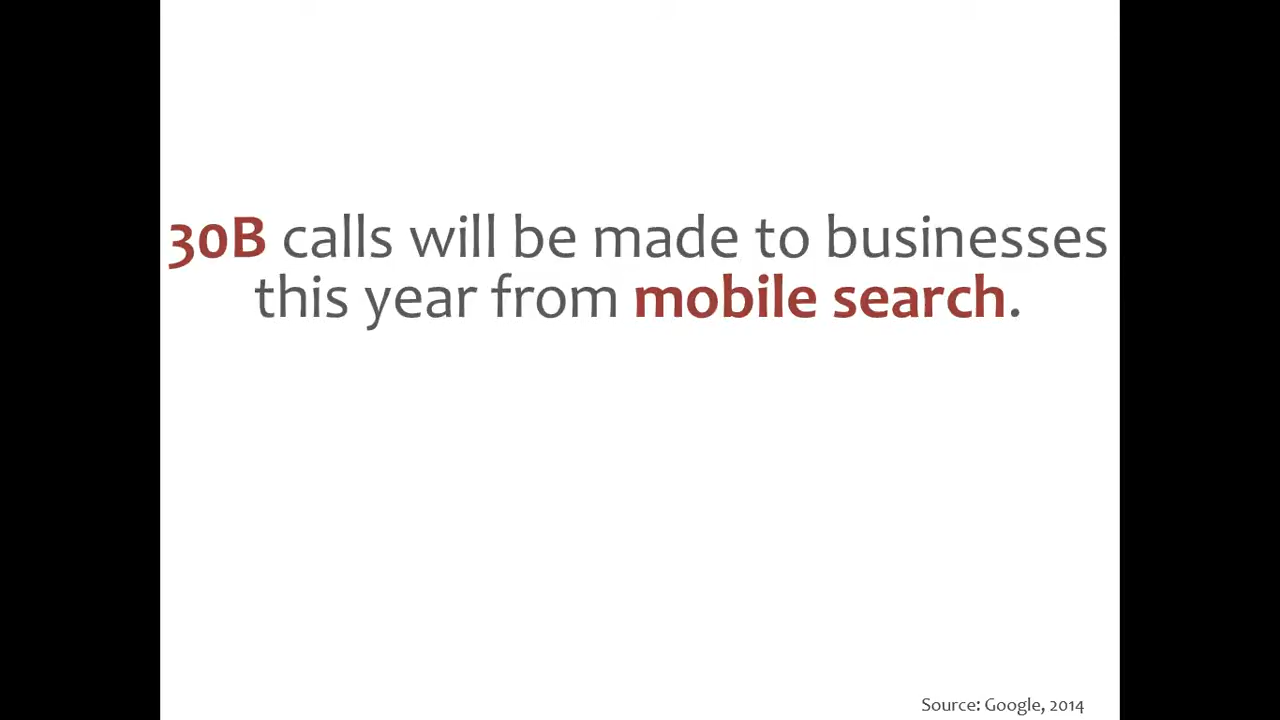 30B calls will be made to businesses
this year from mobile search.
Source: Google, 2014